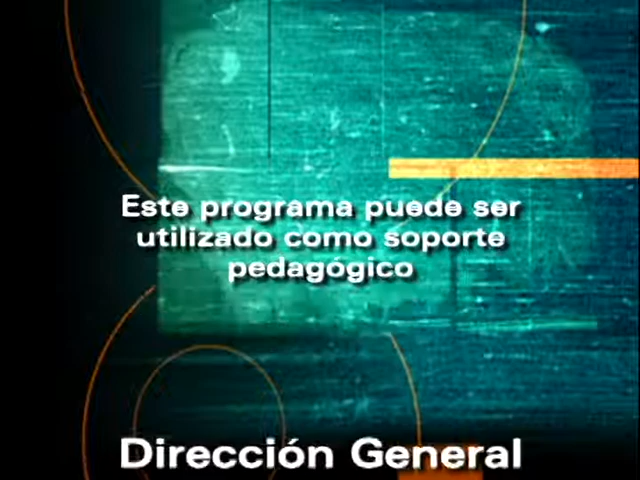 Este programa puede ser
utilizado como soporte
pedagógico
Dirección General